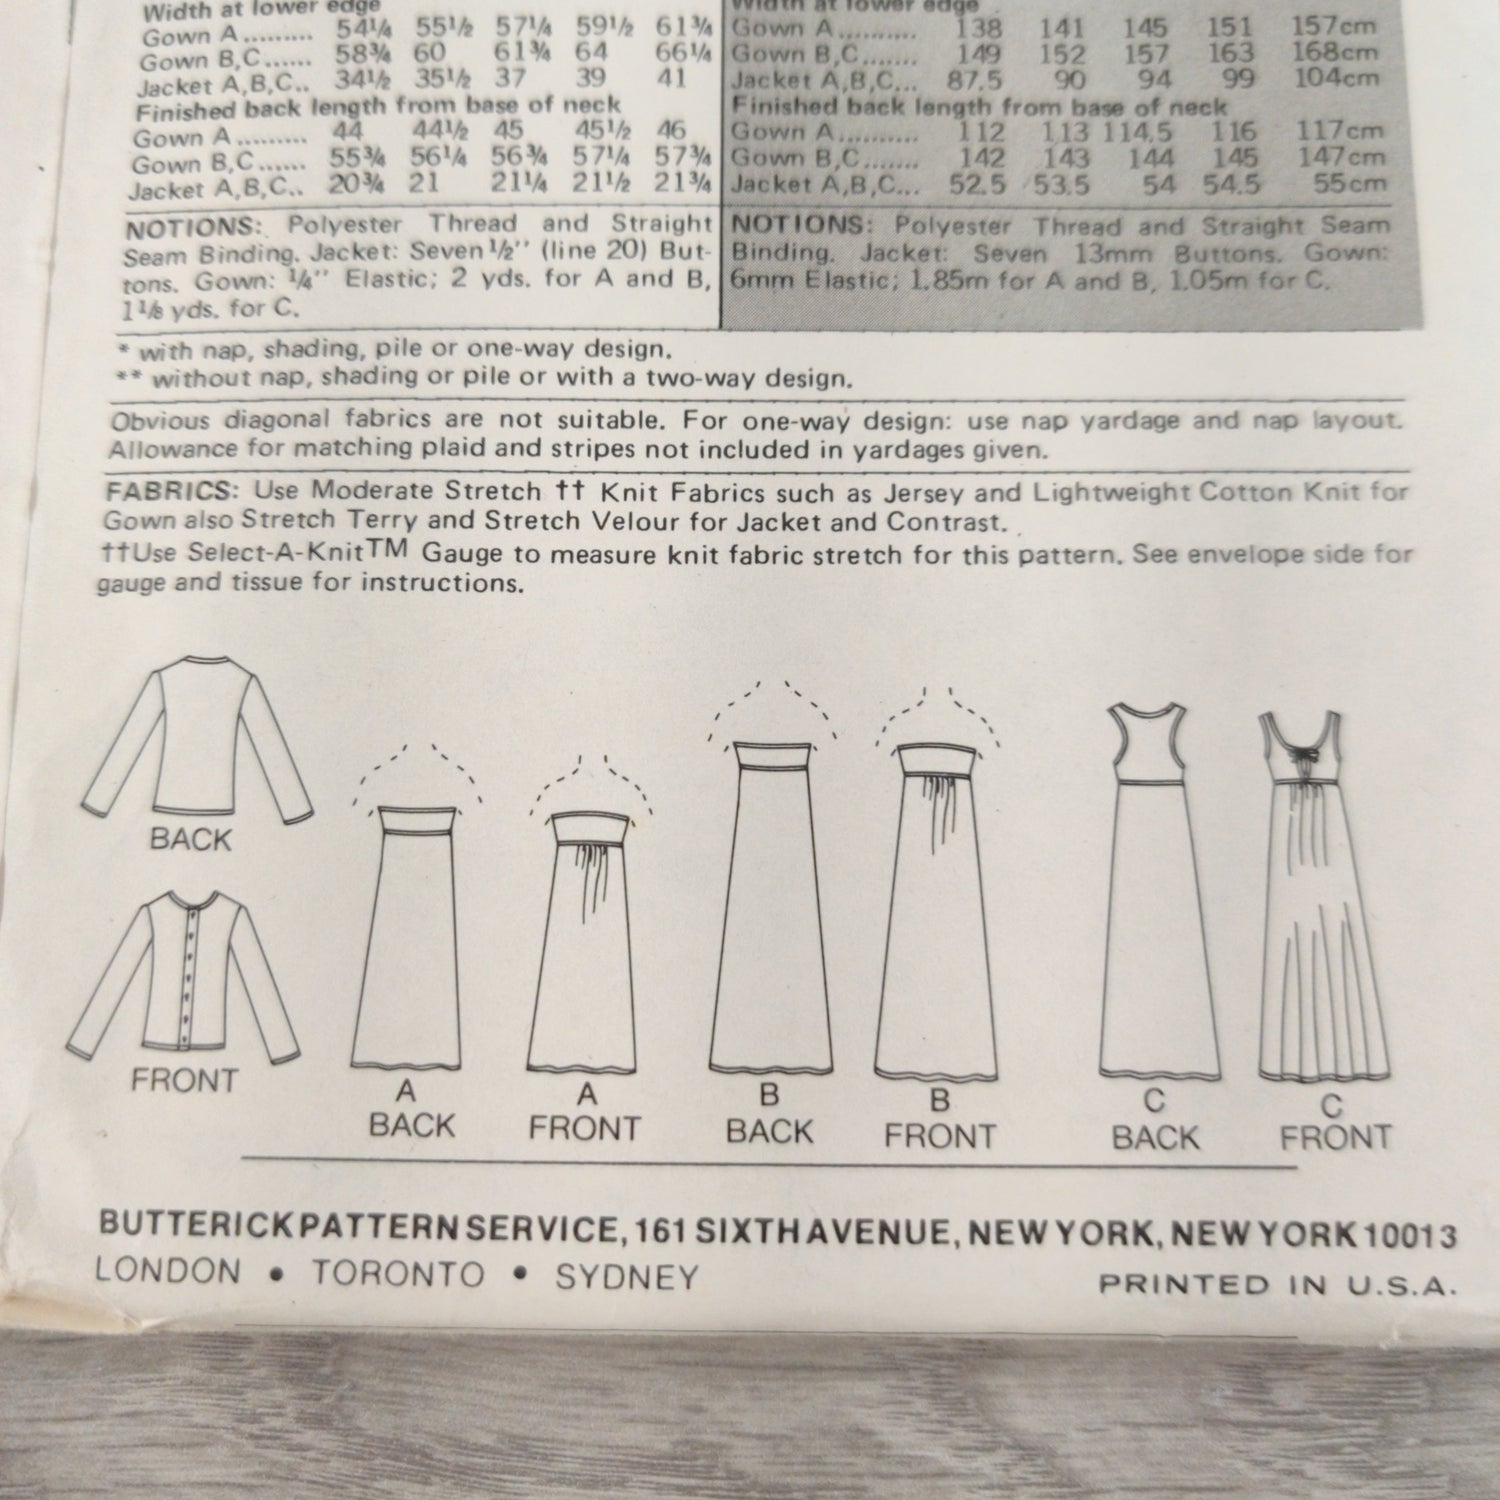 Width at lower edge
Gown A ......... 54¼ 55½ 57¼ 59½ 61¾
Gown B,C...... 58¾ 60 61¾ 64 66¼
Jacket A,B,C.. 34½ 35½ 37 39 41
Finished back length from base of neck
Gown A ......... 44 44½ 45 45½ 46
Gown B,C ...... 55¾ 56¼ 56¾ 57¼ 57¾
Jacket A,B,C.. 20¾ 21 21¼ 21½ 21¾
NOTIONS: Polyester Thread and Straight
Seam Binding. Jacket: Seven ½'' (line 20) But-
tons. Gown: ¼'' Elastic; 2 yds. for A and B,
1⅛ yds. for C.
Width at lower edge
Gown A.......... 138 141 145 151 157cm
Gown B,C....... 149 152 157 163 168cm
Jacket A,B,C... 87.5 90 94 99 104cm
Finished back length from base of neck
Gown A.......... 112 113 114.5 116 117cm
Gown B,C....... 142 143 144 145 147cm
Jacket A,B,C... 52.5 53.5 54 54.5 55cm
NOTIONS: Polyester Thread and Straight Seam
Binding. Jacket: Seven 13mm Buttons. Gown:
6mm Elastic; 1.85m for A and B, 1.05m for C.
* with nap, shading, pile or one-way design.
** without nap, shading or pile or with a two-way design.
Obvious diagonal fabrics are not suitable. For one-way design: use nap yardage and nap layout.
Allowance for matching plaid and stripes not included in yardages given.
FABRICS: Use Moderate Stretch †† Knit Fabrics such as Jersey and Lightweight Cotton Knit for
Gown also Stretch Terry and Stretch Velour for Jacket and Contrast.
††Use Select-A-Knit™ Gauge to measure knit fabric stretch for this pattern. See envelope side for
gauge and tissue for instructions.
BACK
FRONT
A
BACK
A
FRONT
B
BACK
B
FRONT
C
BACK
C
FRONT
BUTTERICK PATTERN SERVICE, 161 SIXTH AVENUE, NEW YORK, NEW YORK 10013
LONDON • TORONTO • SYDNEY
PRINTED IN U.S.A.